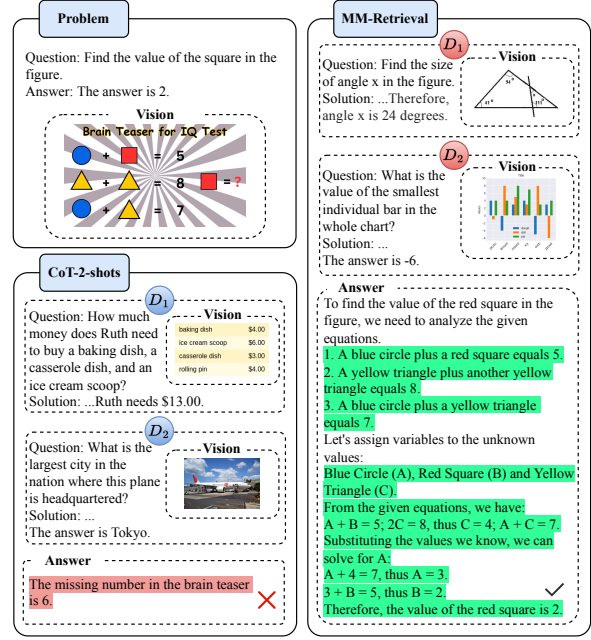 Problem
Question: Find the value of the square in the
figure.
Answer: The answer is 2.
Vision
Brain Teaser for IQ Test
+ = 5
+ = 8 = ?
+ = 7
CoT-2-shots
D1
Question: How much
money does Ruth need
to buy a baking dish, a
casserole dish, and an
ice cream scoop?
Solution: ...Ruth needs $13.00.
Vision
baking dish $4.00
ice cream scoop $6.00
casserole dish $3.00
rolling pin $4.00
D2
Question: What is the
largest city in the
nation where this plane
is headquartered?
Solution: ...
The answer is Tokyo.
Vision
Answer
The missing number in the brain teaser
is 6.
MM-Retrieval
D1
Question: Find the size
of angle x in the figure.
Solution: ...Therefore,
angle x is 24 degrees.
Vision
D2
Question: What is the
value of the smallest
individual bar in the
whole chart?
Solution: ...
The answer is -6.
Vision
Answer
To find the value of the red square in the
figure, we need to analyze the given
equations.
1. A blue circle plus a red square equals 5.
2. A yellow triangle plus another yellow
triangle equals 8.
3. A blue circle plus a yellow triangle
equals 7.
Let's assign variables to the unknown
values:
Blue Circle (A), Red Square (B) and Yellow
Triangle (C).
From the given equations, we have:
A + B = 5; 2C = 8, thus C = 4; A + C = 7.
Substituting the values we know, we can
solve for A:
A + 4 = 7, thus A = 3.
3 + B = 5, thus B = 2.
Therefore, the value of the red square is 2.